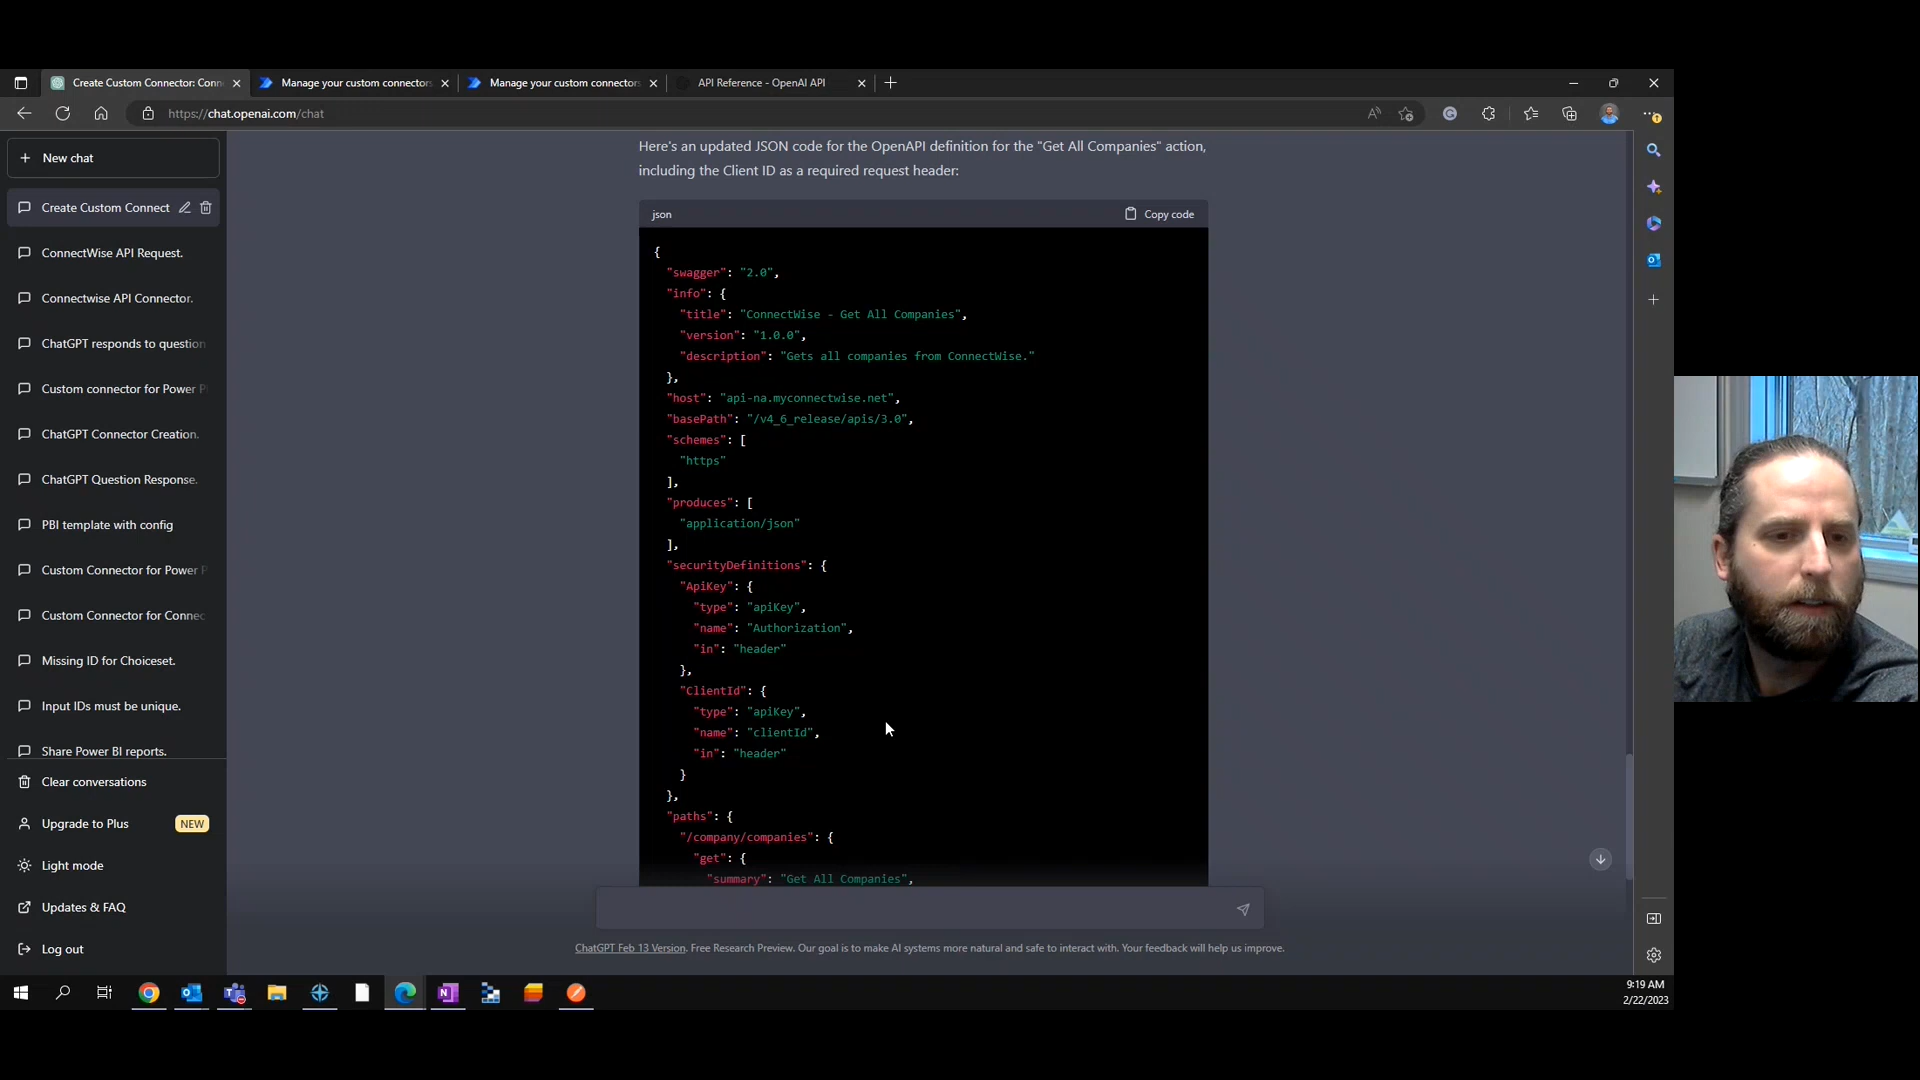 Create Custom Connector: Conn
Manage your custom connectors
Manage your custom connectors
API Reference - OpenAI API
https://chat.openai.com/chat
New chat
Create Custom Connect
ConnectWise API Request.
Connectwise API Connector.
ChatGPT responds to question
Custom connector for Power P
ChatGPT Connector Creation.
ChatGPT Question Response.
PBI template with config
Custom Connector for Power P
Custom Connector for Connec
Missing ID for Choiceset.
Input IDs must be unique.
Share Power BI reports.
Clear conversations
Upgrade to Plus NEW
Light mode
Updates & FAQ
Log out
Here's an updated JSON code for the OpenAPI definition for the "Get All Companies" action,
including the Client ID as a required request header:
json Copy code
{
"swagger": "2.0",
"info": {
"title": "ConnectWise - Get All Companies",
"version": "1.0.0",
"description": "Gets all companies from ConnectWise."
},
"host": "api-na.myconnectwise.net",
"basePath": "/v4_6_release/apis/3.0",
"schemes": [
"https"
],
"produces": [
"application/json"
],
"securityDefinitions": {
"ApiKey": {
"type": "apiKey",
"name": "Authorization",
"in": "header"
},
"ClientId": {
"type": "apiKey",
"name": "clientId",
"in": "header"
}
},
"paths": {
"/company/companies": {
"get": {
"summary": "Get All Companies",
ChatGPT Feb 13 Version. Free Research Preview. Our goal is to make AI systems more natural and safe to interact with. Your feedback will help us improve.
9:19 AM
2/22/2023